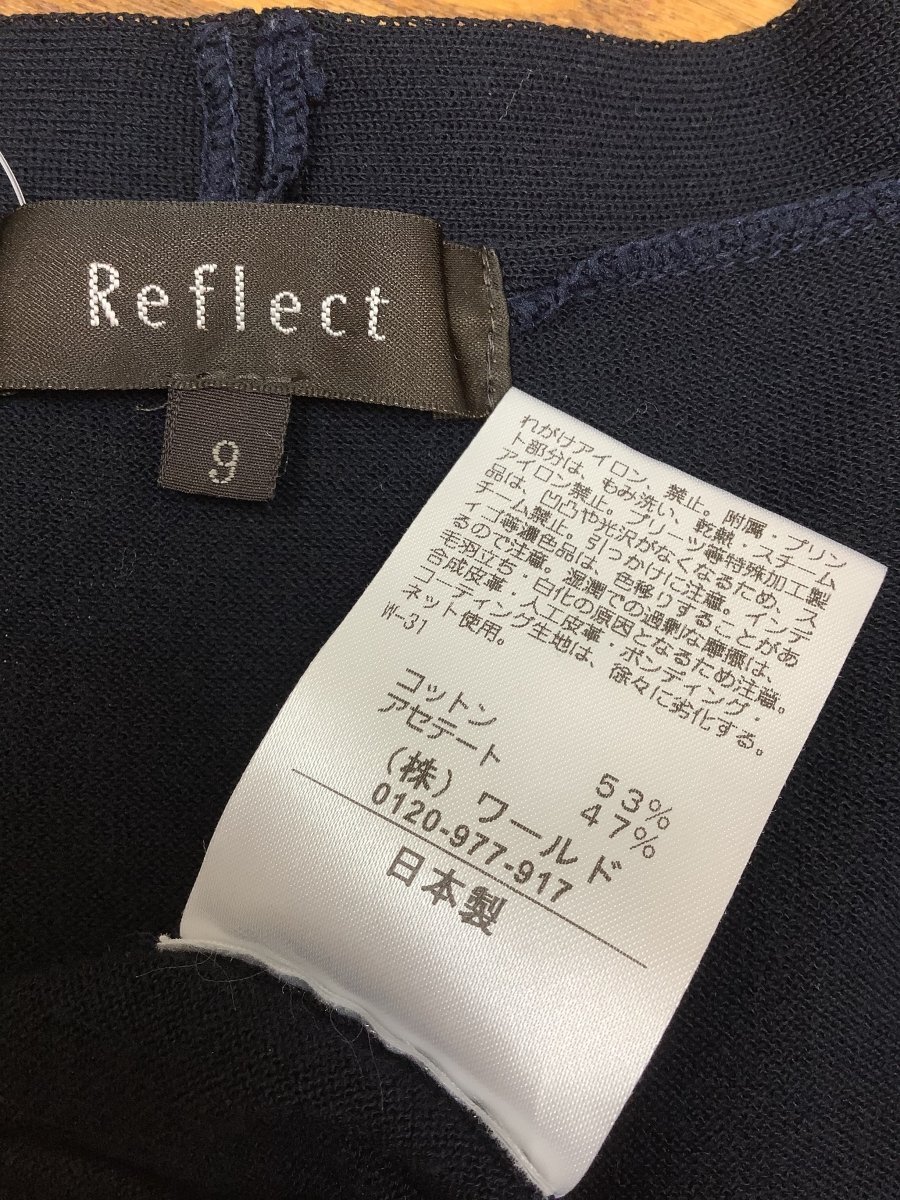 Reflect
9
れがけアイロン、禁止。附属・プリン
ト部分は、もみ洗い、乾燥・スチーム
アイロン禁止。プリーツ等特殊加工製
品は、凹凸や光沢がなくなるため、ス
チーム禁止。引っかけに注意。インデ
イゴ等濃色品は、色移りすることがあ
るので注意。湿潤での過剰な摩擦は、
毛羽立ち・白化の原因となるため注意。
合成皮革・人工皮革・ボンディング・
コーティング生地は、徐々に劣化する。
ネット使用。
W-31
コットン 53%
アセテート 47%
(株)ワールド
0120-977-917
日本製